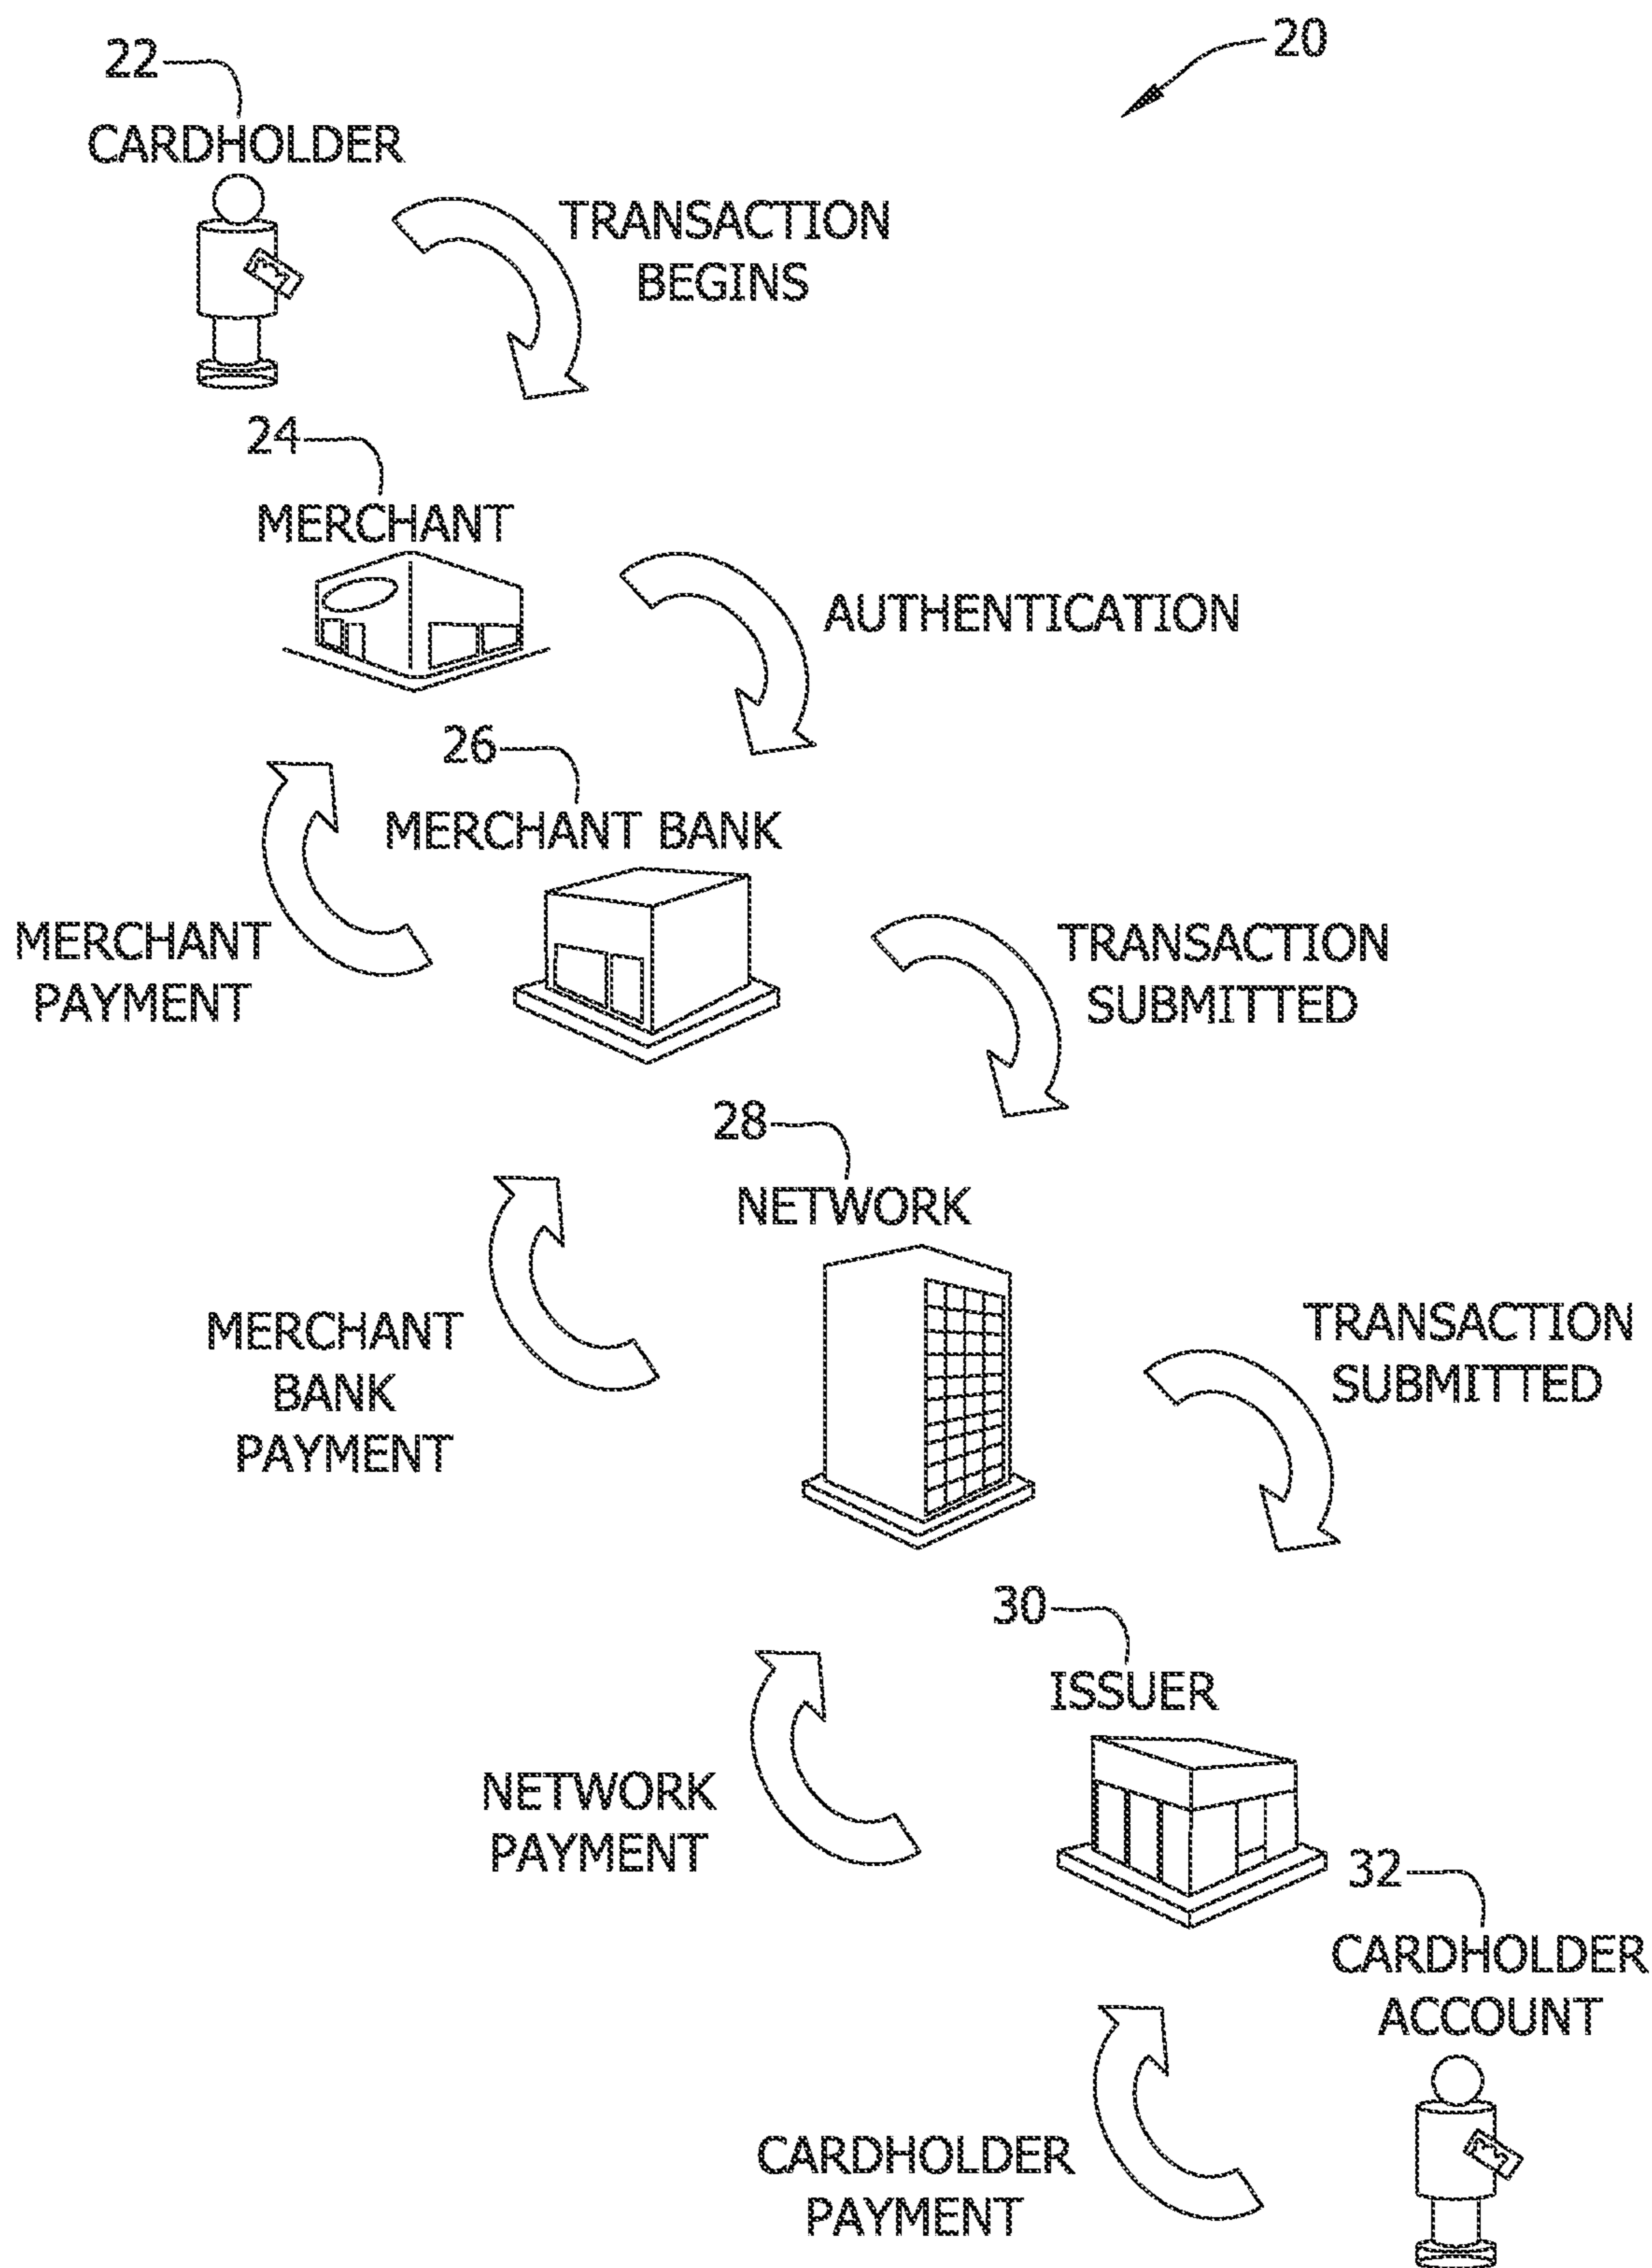 20
22
CARDHOLDER
TRANSACTION
BEGINS
24
MERCHANT
AUTHENTICATION
26
MERCHANT BANK
MERCHANT
PAYMENT
TRANSACTION
SUBMITTED
28
NETWORK
MERCHANT
BANK
PAYMENT
TRANSACTION
SUBMITTED
30
ISSUER
NETWORK
PAYMENT
32
CARDHOLDER
ACCOUNT
CARDHOLDER
PAYMENT